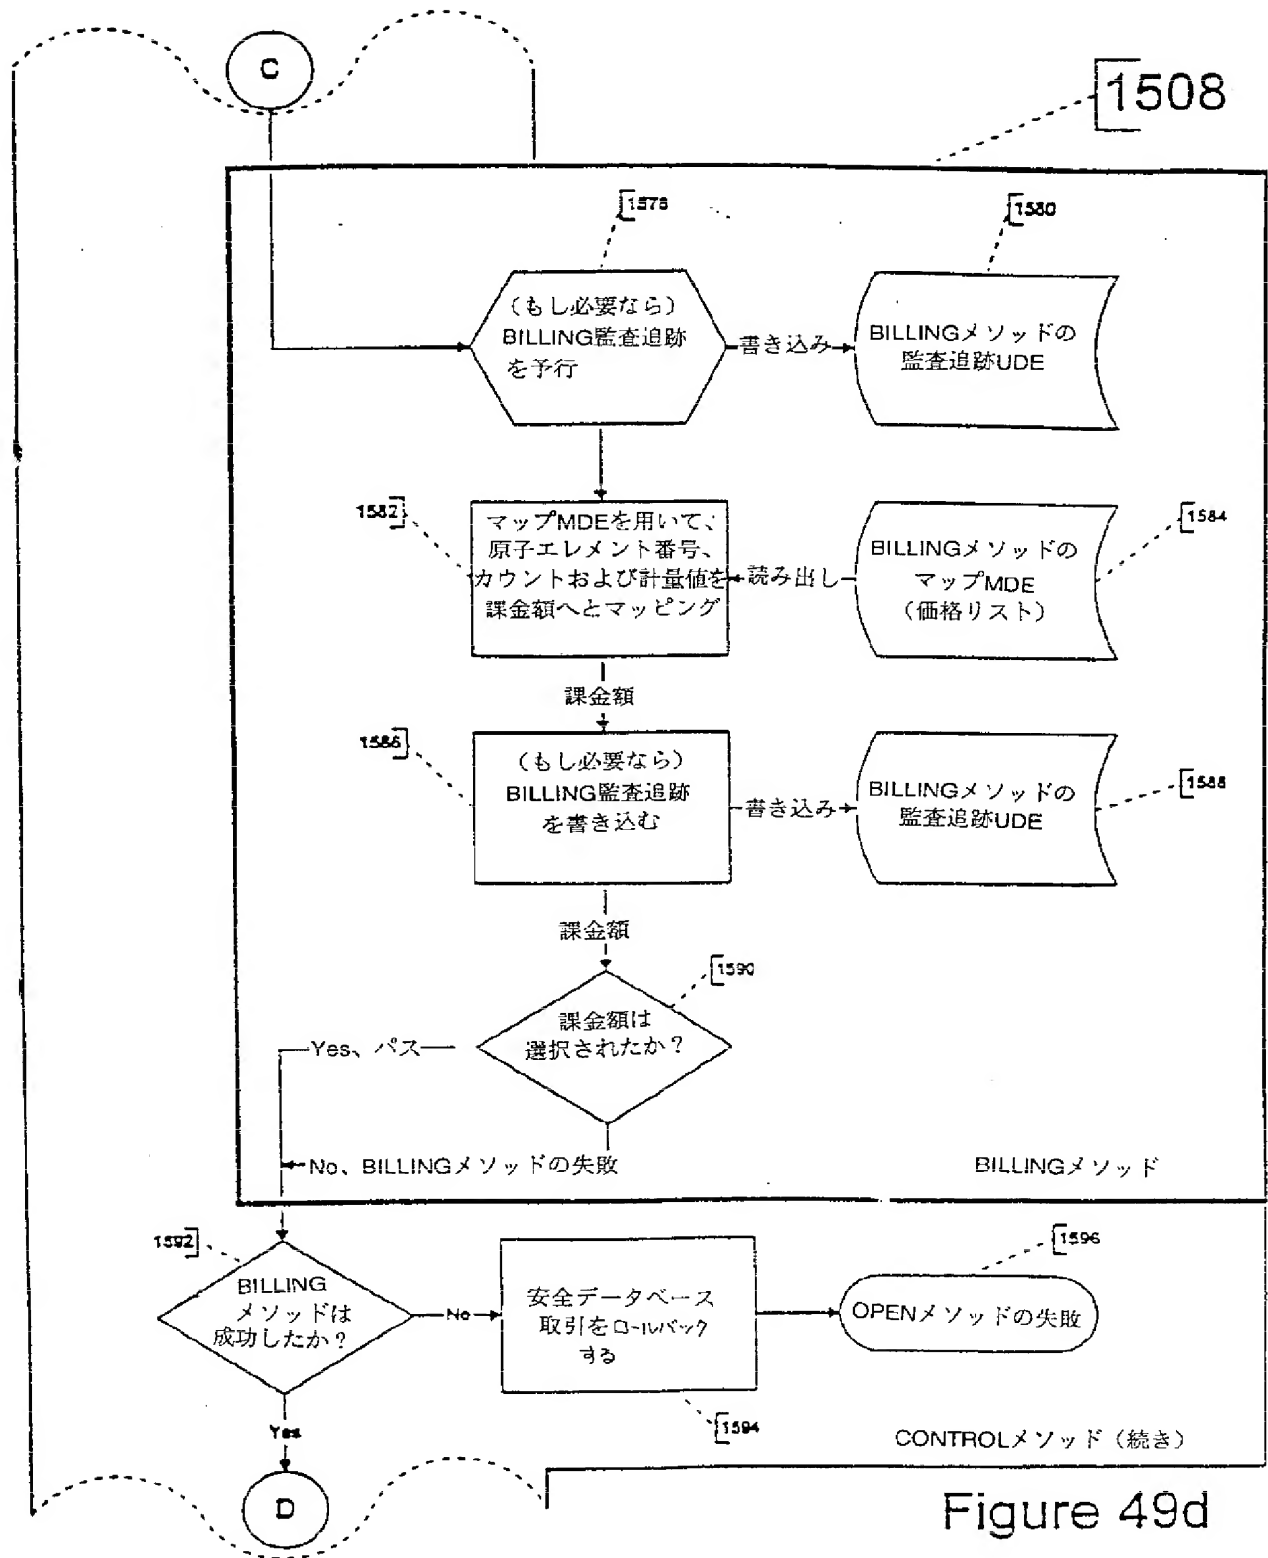 C
1508
1578
1580
(もし必要なら)
BILLING監査追跡
を予行
書き込み
BILLINGメソッドの
監査追跡UDE
1582
マップMDEを用いて、
原子エレメント番号、
カウントおよび計量値を
課金額へとマッピング
読み出し
BILLINGメソッドの
マップMDE
(価格リスト)
1584
課金額
1586
(もし必要なら)
BILLING監査追跡
を書き込む
書き込み
BILLINGメソッドの
監査追跡UDE
1588
課金額
1590
課金額は
選択されたか?
Yes、パス
No、BILLINGメソッドの失敗
BILLINGメソッド
1592
BILLING
メソッドは
成功したか?
No
安全データベース
取引をロールバック
する
1596
OPENメソッドの失敗
1594
Yes
CONTROLメソッド(続き)
D
Figure 49d